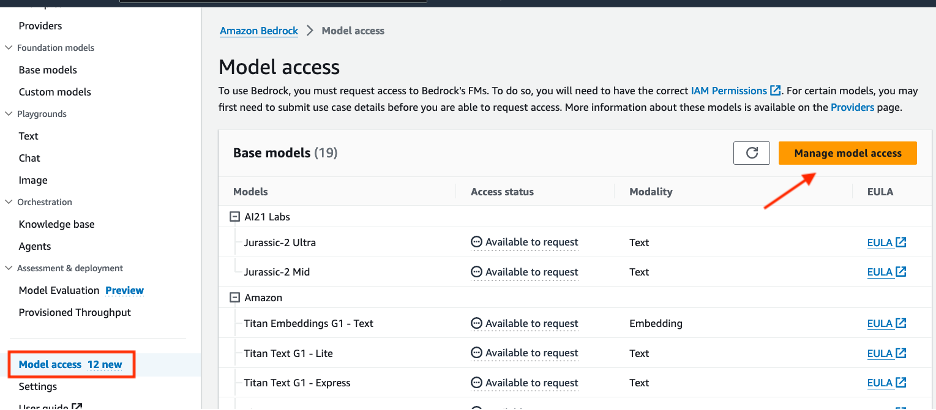 Providers
Foundation models
Base models
Custom models
Playgrounds
Text
Chat
Image
Orchestration
Knowledge base
Agents
Assessment & deployment
Model Evaluation Preview
Provisioned Throughput
Model access 12 new
Settings
User guide
Amazon Bedrock > Model access
Model access
To use Bedrock, you must request access to Bedrock's FMs. To do so, you will need to have the correct IAM Permissions. For certain models, you may
first need to submit use case details before you are able to request access. More information about these models is available on the Providers page.
Base models (19) Manage model access
Models Access status Modality EULA
AI21 Labs
Jurassic-2 Ultra Available to request Text EULA
Jurassic-2 Mid Available to request Text EULA
Amazon
Titan Embeddings G1 - Text Available to request Embedding EULA
Titan Text G1 - Lite Available to request Text EULA
Titan Text G1 - Express Available to request Text EULA